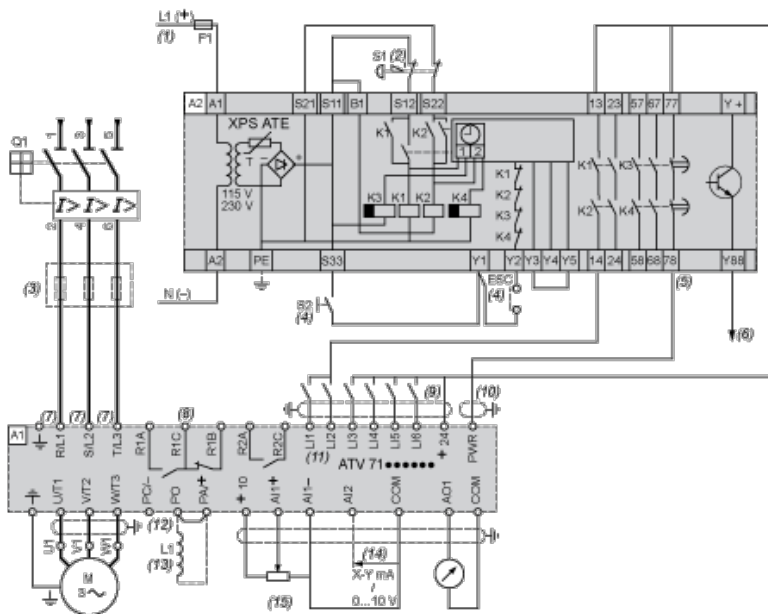 L1 (+)
(1)
F1
S1 (2)
A2 A1 S21 S11 B1 S12 S22 13 23 57 67 77 Y+
XPS ATE
K1 K2
T
+
1 2
115 V
230 V
K3 K1 K2 K4
K1
K2
K3
K4
K1 K3
K2 K4
A2 PE S33 Y1 Y2 Y3 Y4 Y5 14 24 58 68 78 Y88
N (–)
S2
(4)
ESC
(4)
(5)
(6)
Q1
1 3 5
I> I> I>
2 4 6
(3)
(7) (7) (7) (8) (9) (10)
A1 R/L1 S/L2 T/L3 R1A R1C R1B R2A R2C LI1 LI2 LI3 LI4 LI5 LI6 +24 PWR
(11)
ATV 71
U/T1 V/T2 W/T3 PC/– PO PA/+ +10 AI1+ AI1– AI2 COM AO1 COM
(12)
U1 V1 W1
M
3
L1
(13)
(14)
X-Y mA
/
0...10 V
(15)